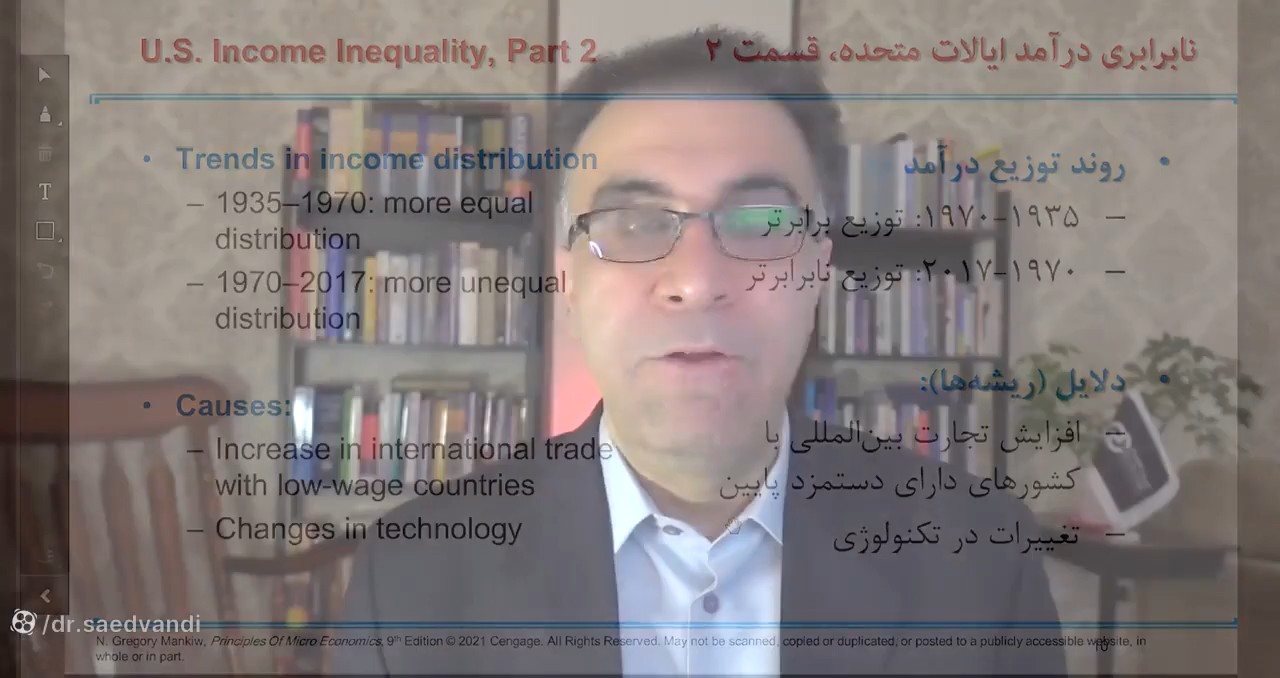 U.S. Income Inequality, Part 2
نابرابری درآمد ایالات متحده، قسمت ۲
• Trends in income distribution
– 1935–1970: more equal
distribution
– 1970–2017: more unequal
distribution
• Causes:
– Increase in international trade
with low-wage countries
– Changes in technology
• روند توزیع درآمد
– ۱۹۳۵-۱۹۷۰: توزیع برابرتر
– ۱۹۷۰-۲۰۱۷: توزیع نابرابرتر
• دلایل (ریشه‌ها):
– افزایش تجارت بین‌المللی با
کشورهای دارای دستمزد پایین
– تغییرات در تکنولوژی
/dr.saedvandi
N. Gregory Mankiw, Principles Of Micro Economics, 9th Edition © 2021 Cengage. All Rights Reserved. May not be scanned, copied or duplicated, or posted to a publicly accessible website, in
whole or in part.